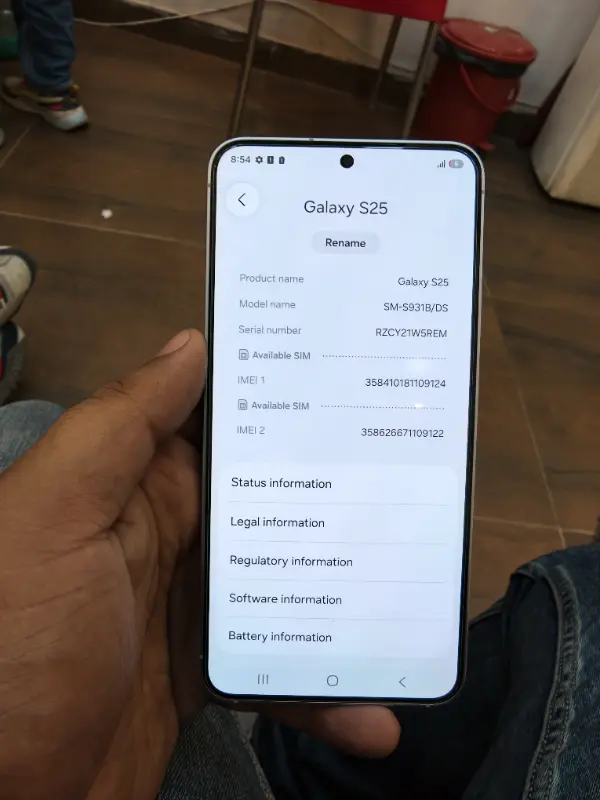 8:54
Galaxy S25
Rename
Product name Galaxy S25
Model name SM-S931B/DS
Serial number RZCY21W5REM
Available SIM
IMEI 1 358410181109124
Available SIM
IMEI 2 358626671109122
Status information
Legal information
Regulatory information
Software information
Battery information